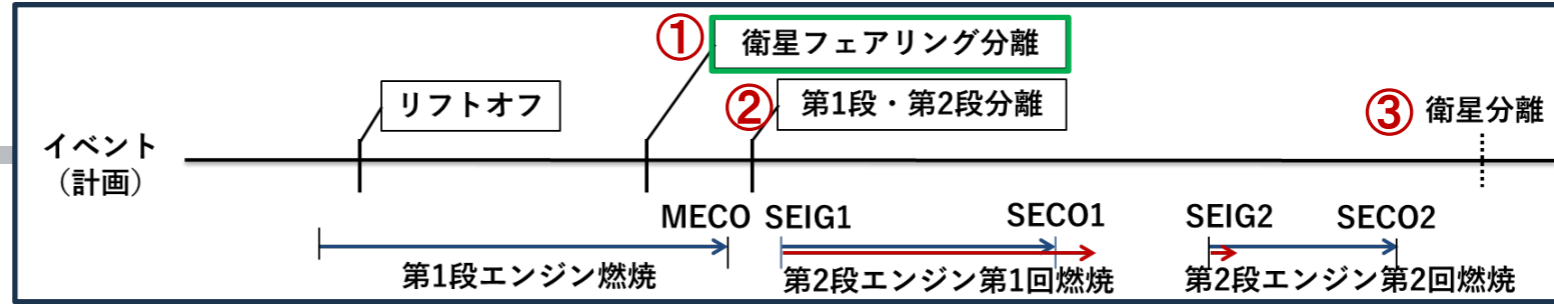 ① 衛星フェアリング分離
リフトオフ
② 第1段・第2段分離
③ 衛星分離
イベント
（計画）
MECO SEIG1 SECO1 SEIG2 SECO2
第1段エンジン燃焼
第2段エンジン第1回燃焼
第2段エンジン第2回燃焼